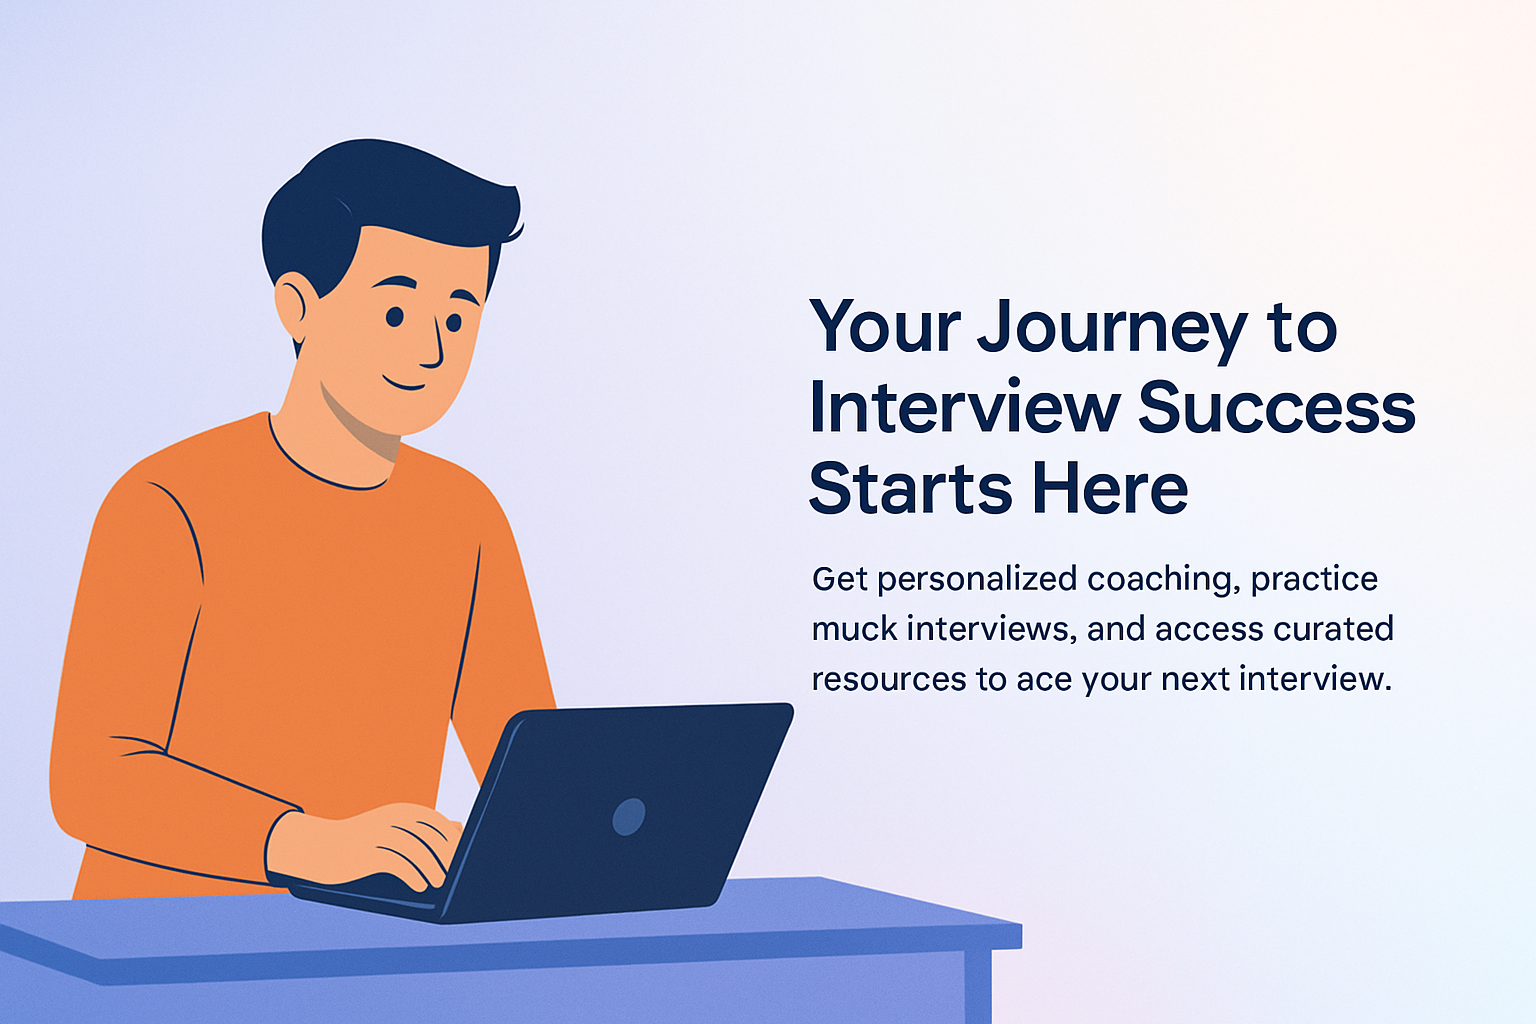 Your Journey to
Interview Success
Starts Here
Get personalized coaching, practice
muck interviews, and access curated
resources to ace your next interview.